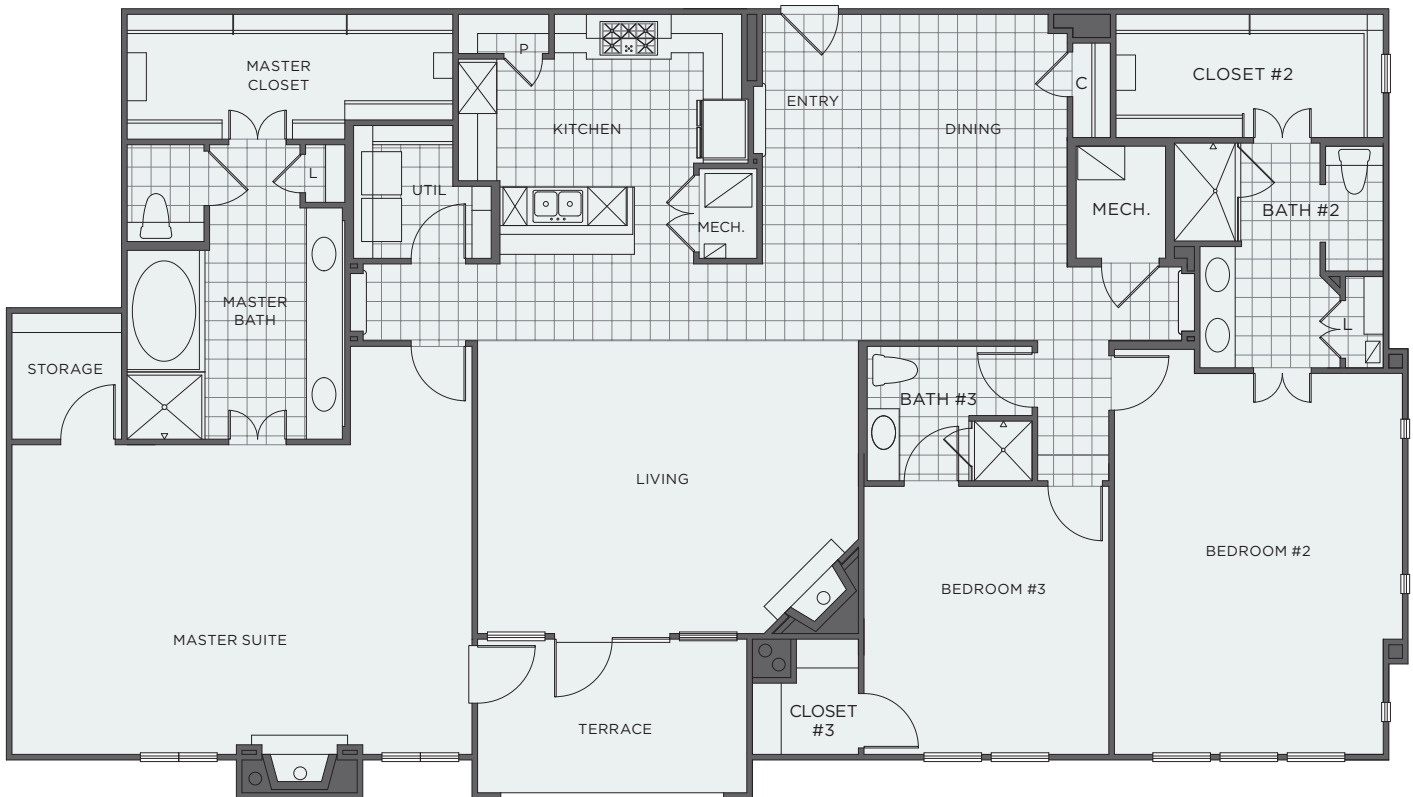 MASTER
CLOSET
P
KITCHEN
ENTRY
DINING
C
CLOSET #2
UTIL
L
MECH.
MECH.
BATH #2
MASTER
BATH
L
STORAGE
BATH #3
LIVING
BEDROOM #2
BEDROOM #3
MASTER SUITE
TERRACE
CLOSET
#3